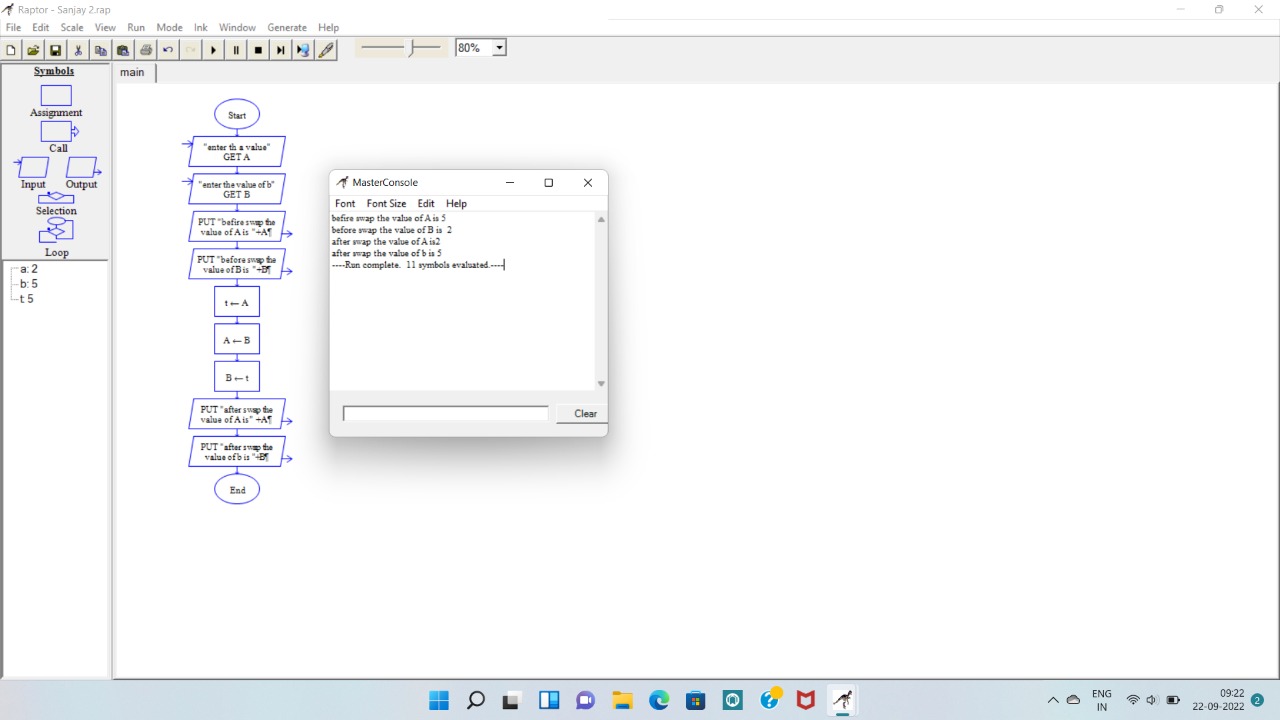 Raptor - Sanjay 2.rap
File Edit Scale View Run Mode Ink Window Generate Help
80%
Symbols
Assignment
Call
Input Output
Selection
Loop
a: 2
b: 5
t: 5
main
Start
"enter th a value"
GET A
"enter the value of b"
GET B
PUT "befire swap the
value of A is "+A¶
PUT "before swap the
value of B is "+B¶
t ← A
A ← B
B ← t
PUT "after swap the
value of A is" +A¶
PUT "after swap the
value of b is "+B¶
End
MasterConsole
Font Font Size Edit Help
befire swap the value of A is 5
before swap the value of B is  2
after swap the value of A is2
after swap the value of b is 5
----Run complete.  11 symbols evaluated.----
Clear
ENG
IN
09:22
22-09-2022
2